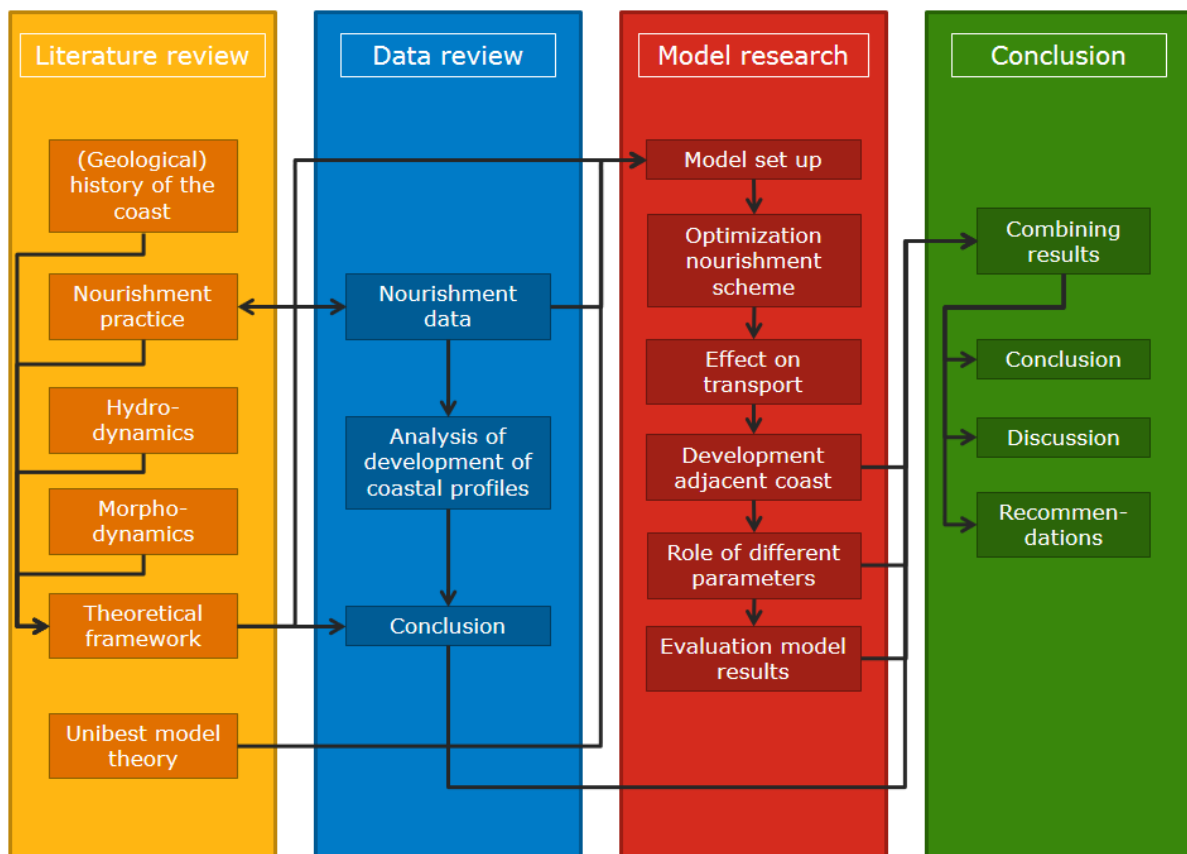 Literature review
(Geological)
history of the
coast
Nourishment
practice
Hydro-
dynamics
Morpho-
dynamics
Theoretical
framework
Unibest model
theory
Data review
Nourishment
data
Analysis of
development of
coastal profiles
Conclusion
Model research
Model set up
Optimization
nourishment
scheme
Effect on
transport
Development
adjacent coast
Role of different
parameters
Evaluation model
results
Conclusion
Combining
results
Conclusion
Discussion
Recommen-
dations